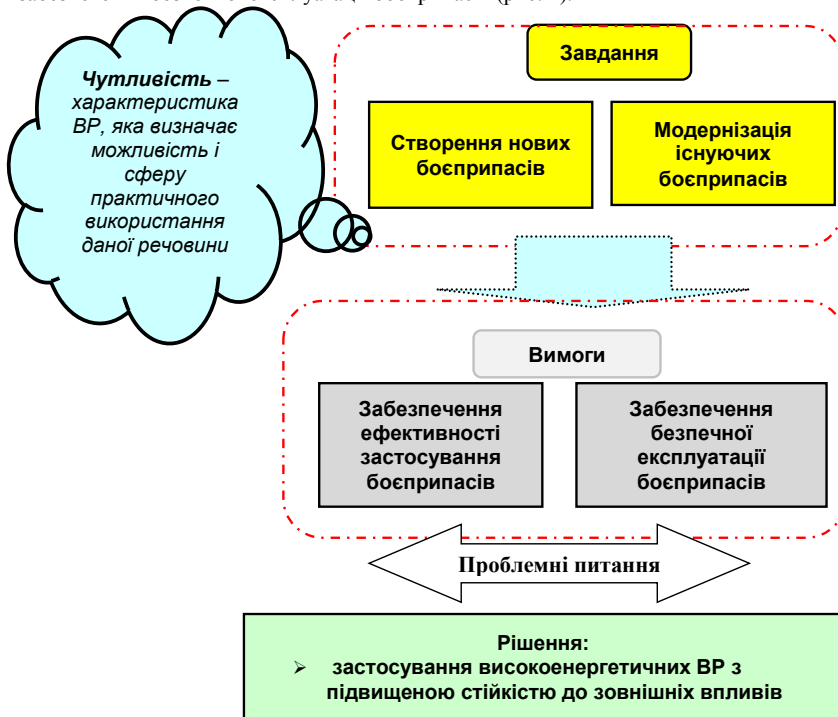 Чутливість –
характеристика
ВР, яка визначає
можливість і
сферу
практичного
використання
даної речовини
Завдання
Створення нових
боєприпасів
Модернізація
існуючих
боєприпасів
Вимоги
Забезпечення
ефективності
застосування
боєприпасів
Забезпечення
безпечної
експлуатації
боєприпасів
Проблемні питання
Рішення:
➢ застосування високоенергетичних ВР з
підвищеною стійкістю до зовнішніх впливів